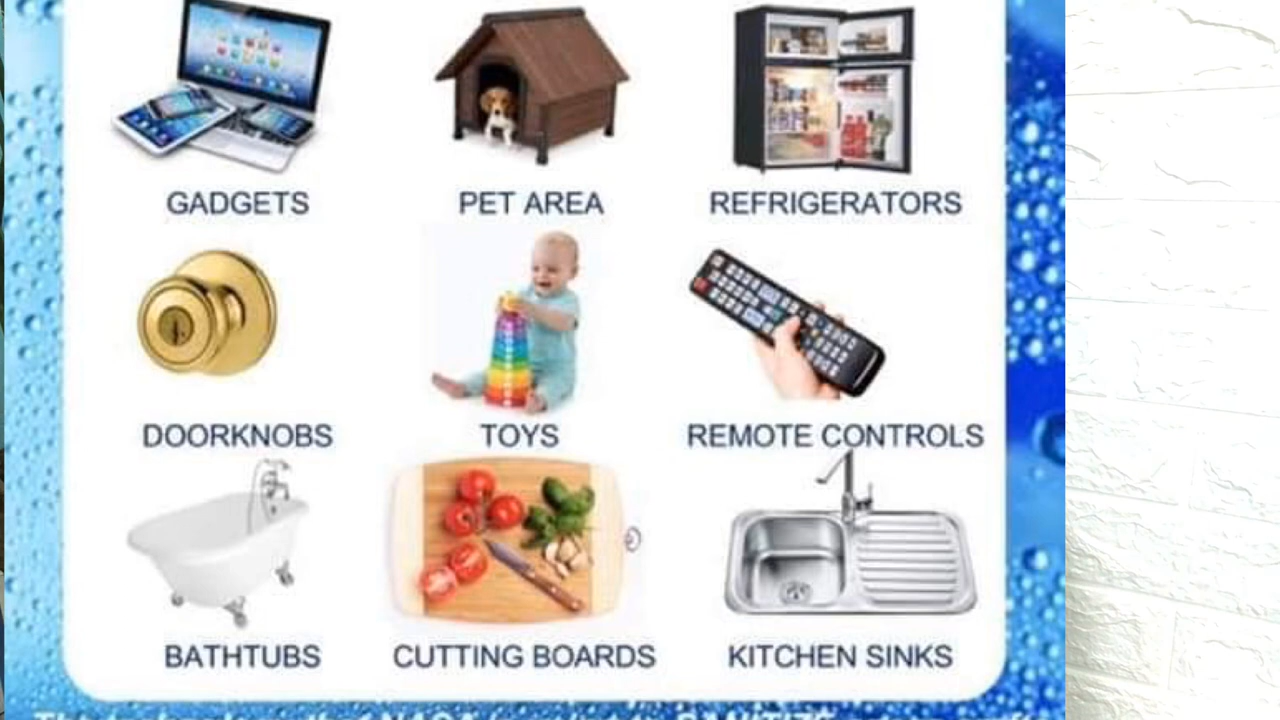 GADGETS PET AREA REFRIGERATORS
DOORKNOBS TOYS REMOTE CONTROLS
BATHTUBS CUTTING BOARDS KITCHEN SINKS